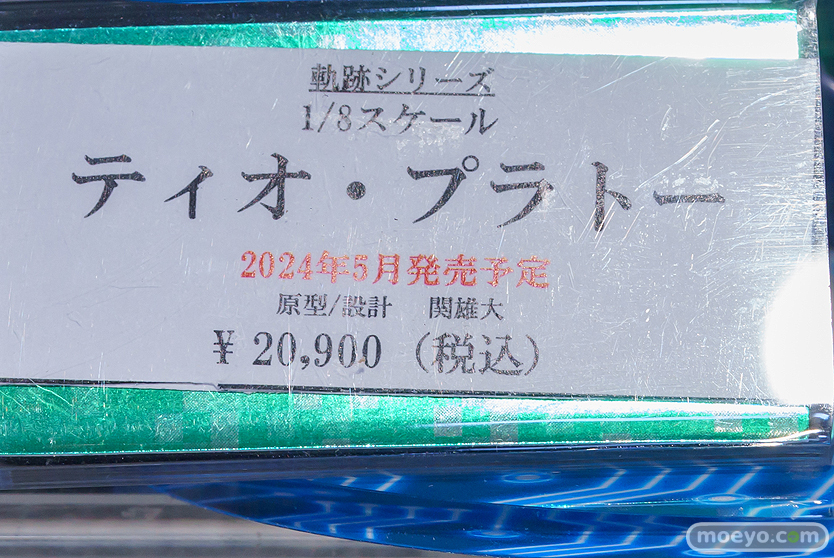 軌跡シリーズ
1/8スケール
ティオ・プラトー
2024年5月発売予定
原型/設計 関雄大
¥ 20,900 (税込)
moeyo.com